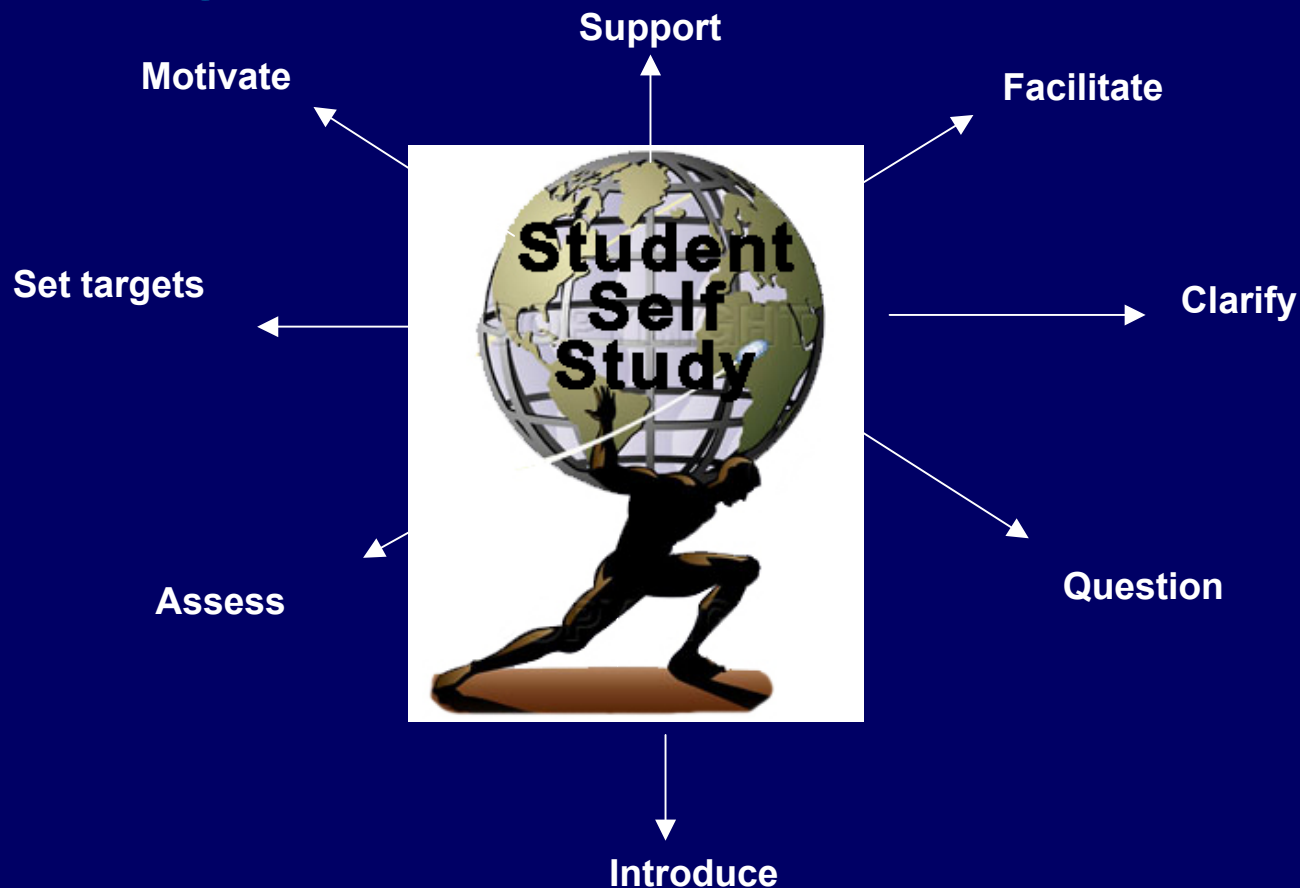 Support
Motivate
Facilitate
Student
Self
Study
Set targets
Clarify
Assess
Question
Introduce